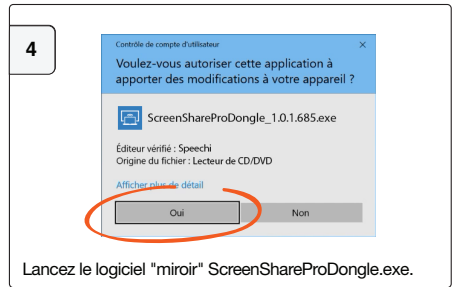 4
Contrôle de compte d'utilisateur
Voulez-vous autoriser cette application à
apporter des modifications à votre appareil ?
ScreenShareProDongle_1.0.1.685.exe
Éditeur vérifié : Speechi
Origine du fichier : Lecteur de CD/DVD
Afficher plus de détail
Oui
Non
Lancez le logiciel "miroir" ScreenShareProDongle.exe.